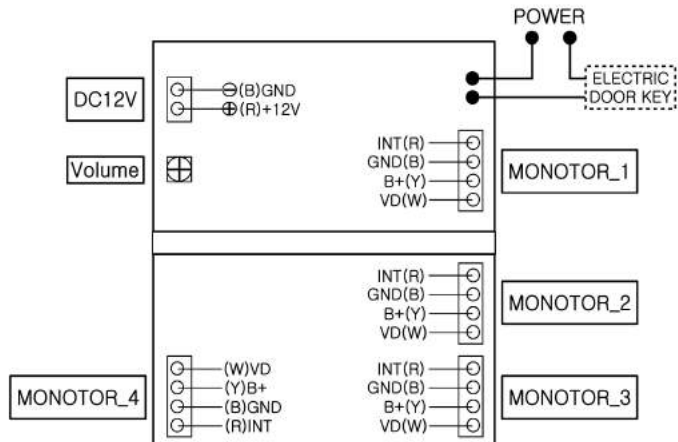 POWER
DC12V
⊖(B)GND
⊕(R)+12V
ELECTRIC
DOOR KEY
Volume
INT(R)
GND(B)
B+(Y)
VD(W)
MONOTOR_1
INT(R)
GND(B)
B+(Y)
VD(W)
MONOTOR_2
MONOTOR_4
(W)VD
(Y)B+
(B)GND
(R)INT
INT(R)
GND(B)
B+(Y)
VD(W)
MONOTOR_3